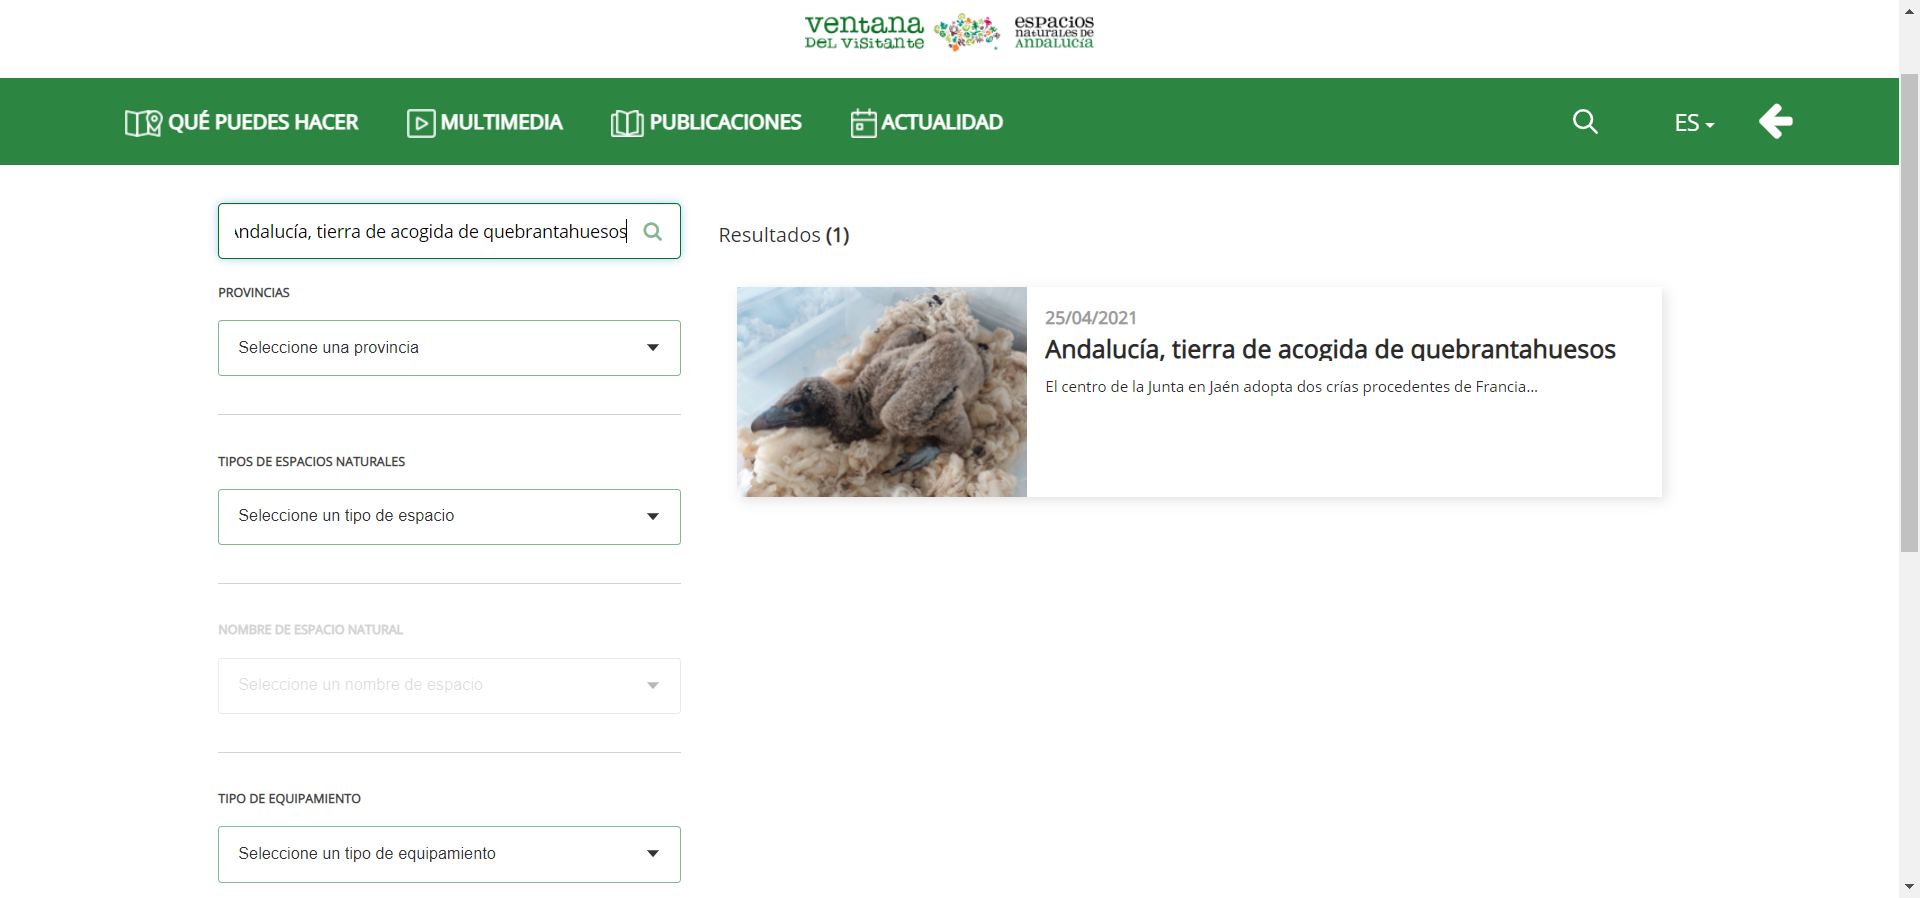 ventana
DEL VISITANTE
espacios
naturales DE
ANDALUCÍA
QUÉ PUEDES HACER
MULTIMEDIA
PUBLICACIONES
ACTUALIDAD
ES
Andalucía, tierra de acogida de quebrantahuesos
Resultados (1)
PROVINCIAS
Seleccione una provincia
TIPOS DE ESPACIOS NATURALES
Seleccione un tipo de espacio
NOMBRE DE ESPACIO NATURAL
Seleccione un nombre de espacio
TIPO DE EQUIPAMIENTO
Seleccione un tipo de equipamiento
25/04/2021
Andalucía, tierra de acogida de quebrantahuesos
El centro de la Junta en Jaén adopta dos crías procedentes de Francia...